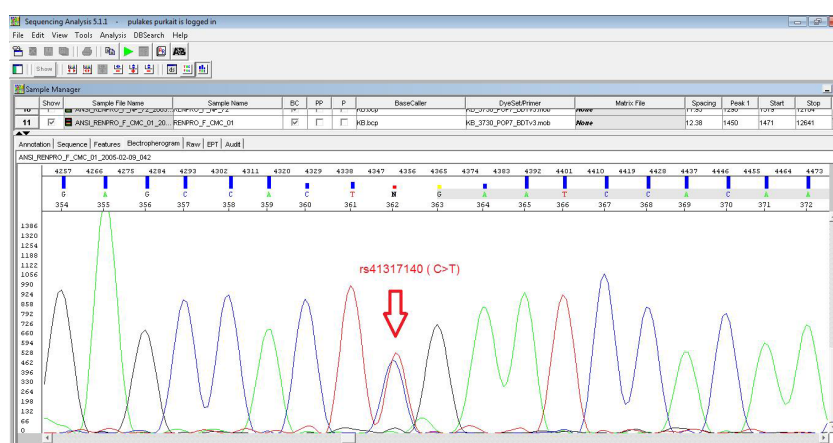 Sequencing Analysis 5.1.1 - pulakes purkait is logged in
File Edit View Tools Analysis DBSearch Help
Show
Sample Manager
Show Sample File Name Sample Name BC PP P BaseCaller DyeSet/Primer Matrix File Spacing Peak 1 Start Stop
11 ANSI_RENPRO_F_CMC_01_20... RENPRO_F_CMC_01 KB.bcp KB_3730_POP7_BDTv3.mob None 12.38 1450 1471 12641
Annotation Sequence Features Electropherogram Raw EPT Audit
ANSI_RENPRO_F_CMC_01_2005-02-09_042
4257 4266 4275 4284 4293 4302 4311 4320 4329 4338 4347 4356 4365 4374 4383 4392 4401 4410 4419 4428 4437 4446 4455 4464 4473
G A G C C A C T N G A A T C C A C A A
354 355 356 357 358 359 360 361 362 363 364 365 366 367 368 369 370 371 372
rs41317140 ( C>T)
1386
1320
1254
1188
1122
1056
990
924
858
792
726
660
594
528
462
396
330
264
198
132
66
0